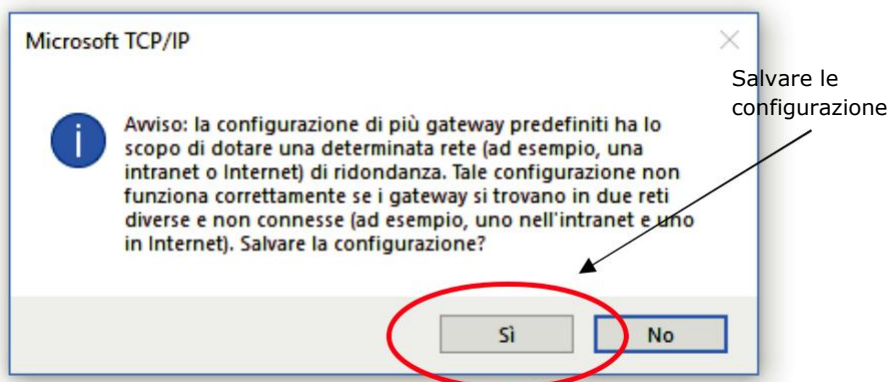 Microsoft TCP/IP
Salvare le
configurazione
Avviso: la configurazione di più gateway predefiniti ha lo
scopo di dotare una determinata rete (ad esempio, una
intranet o Internet) di ridondanza. Tale configurazione non
funziona correttamente se i gateway si trovano in due reti
diverse e non connesse (ad esempio, uno nell'intranet e uno
in Internet). Salvare la configurazione?
Sì
No